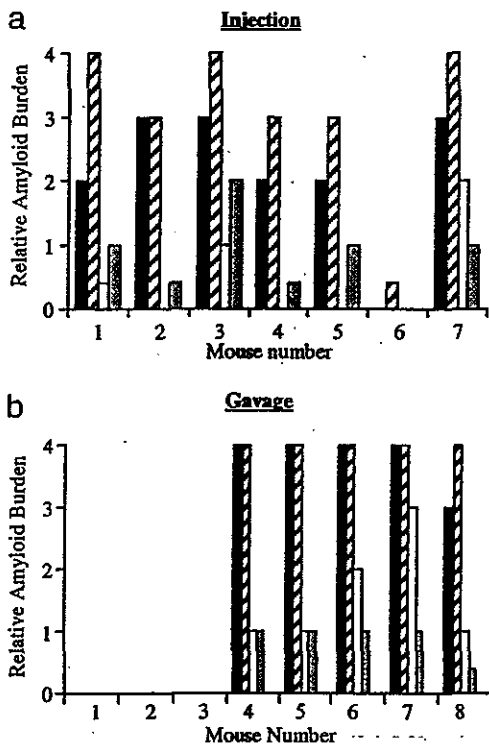 a
Injection
Relative Amyloid Burden
4
3
2
1
0
1 2 3 4 5 6 7
Mouse number
b
Gavage
Relative Amyloid Burden
4
3
2
1
0
1 2 3 4 5 6 7 8
Mouse Number